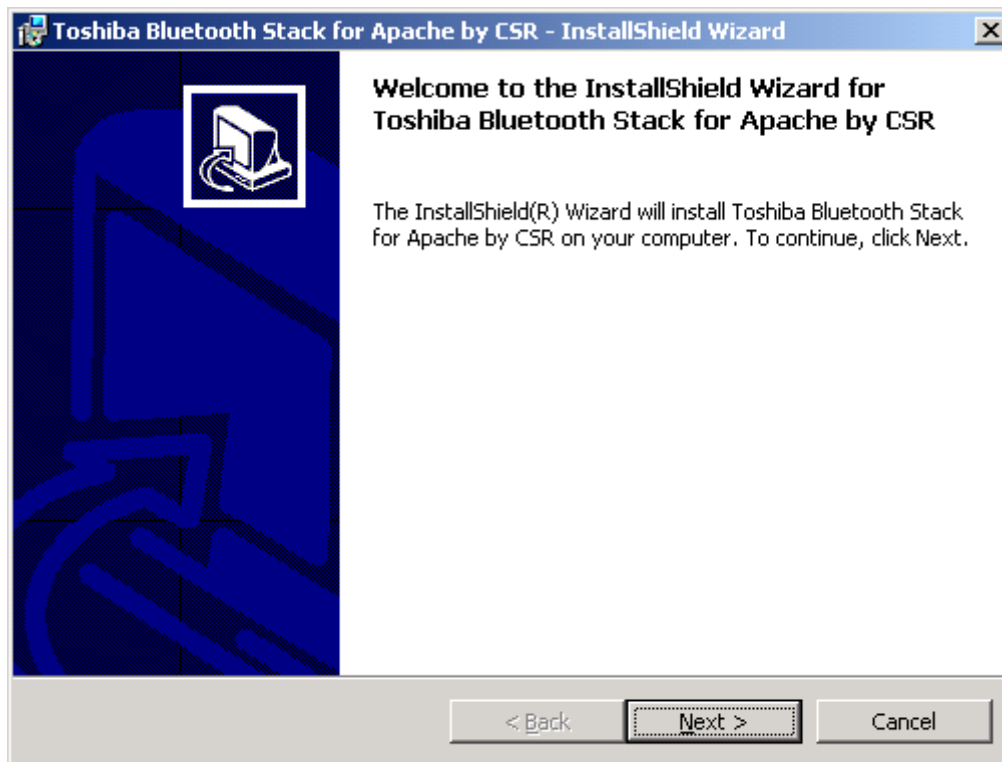 Toshiba Bluetooth Stack for Apache by CSR - InstallShield Wizard
Welcome to the InstallShield Wizard for
Toshiba Bluetooth Stack for Apache by CSR
The InstallShield(R) Wizard will install Toshiba Bluetooth Stack
for Apache by CSR on your computer. To continue, click Next.
< Back Next > Cancel